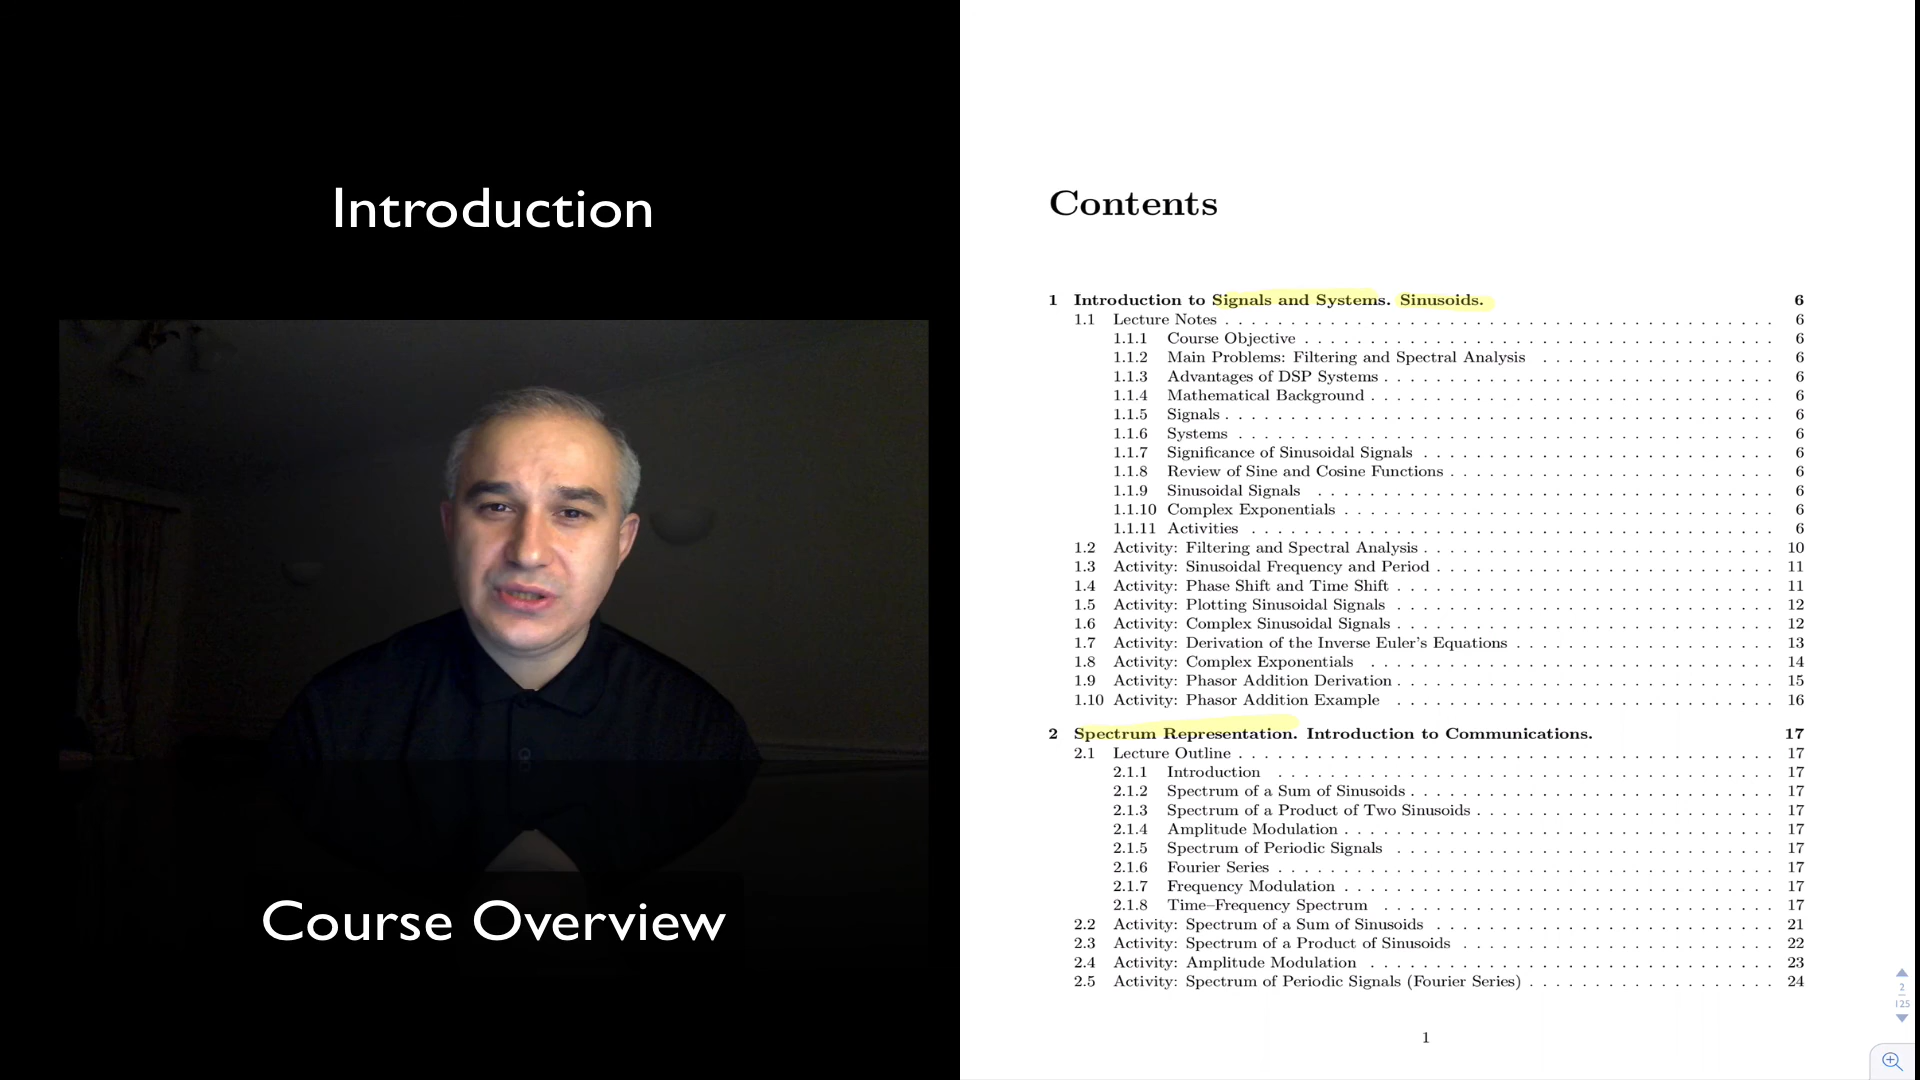 Introduction
Course Overview
Contents
1 Introduction to Signals and Systems. Sinusoids. 6
1.1 Lecture Notes . . . . . . . . . . 6
1.1.1 Course Objective . . . . . . . . . . 6
1.1.2 Main Problems: Filtering and Spectral Analysis . . . . . . . . . . 6
1.1.3 Advantages of DSP Systems . . . . . . . . . . 6
1.1.4 Mathematical Background . . . . . . . . . . 6
1.1.5 Signals . . . . . . . . . . 6
1.1.6 Systems . . . . . . . . . . 6
1.1.7 Significance of Sinusoidal Signals . . . . . . . . . . 6
1.1.8 Review of Sine and Cosine Functions . . . . . . . . . . 6
1.1.9 Sinusoidal Signals . . . . . . . . . . 6
1.1.10 Complex Exponentials . . . . . . . . . . 6
1.1.11 Activities . . . . . . . . . . 6
1.2 Activity: Filtering and Spectral Analysis . . . . . . . . . . 10
1.3 Activity: Sinusoidal Frequency and Period . . . . . . . . . . 11
1.4 Activity: Phase Shift and Time Shift . . . . . . . . . . 11
1.5 Activity: Plotting Sinusoidal Signals . . . . . . . . . . 12
1.6 Activity: Complex Sinusoidal Signals . . . . . . . . . . 12
1.7 Activity: Derivation of the Inverse Euler's Equations . . . . . . . . . . 13
1.8 Activity: Complex Exponentials . . . . . . . . . . 14
1.9 Activity: Phasor Addition Derivation . . . . . . . . . . 15
1.10 Activity: Phasor Addition Example . . . . . . . . . . 16
2 Spectrum Representation. Introduction to Communications. 17
2.1 Lecture Outline . . . . . . . . . . 17
2.1.1 Introduction . . . . . . . . . . 17
2.1.2 Spectrum of a Sum of Sinusoids . . . . . . . . . . 17
2.1.3 Spectrum of a Product of Two Sinusoids . . . . . . . . . . 17
2.1.4 Amplitude Modulation . . . . . . . . . . 17
2.1.5 Spectrum of Periodic Signals . . . . . . . . . . 17
2.1.6 Fourier Series . . . . . . . . . . 17
2.1.7 Frequency Modulation . . . . . . . . . . 17
2.1.8 Time–Frequency Spectrum . . . . . . . . . . 17
2.2 Activity: Spectrum of a Sum of Sinusoids . . . . . . . . . . 21
2.3 Activity: Spectrum of a Product of Sinusoids . . . . . . . . . . 22
2.4 Activity: Amplitude Modulation . . . . . . . . . . 23
2.5 Activity: Spectrum of Periodic Signals (Fourier Series) . . . . . . . . . . 24
1
2
125